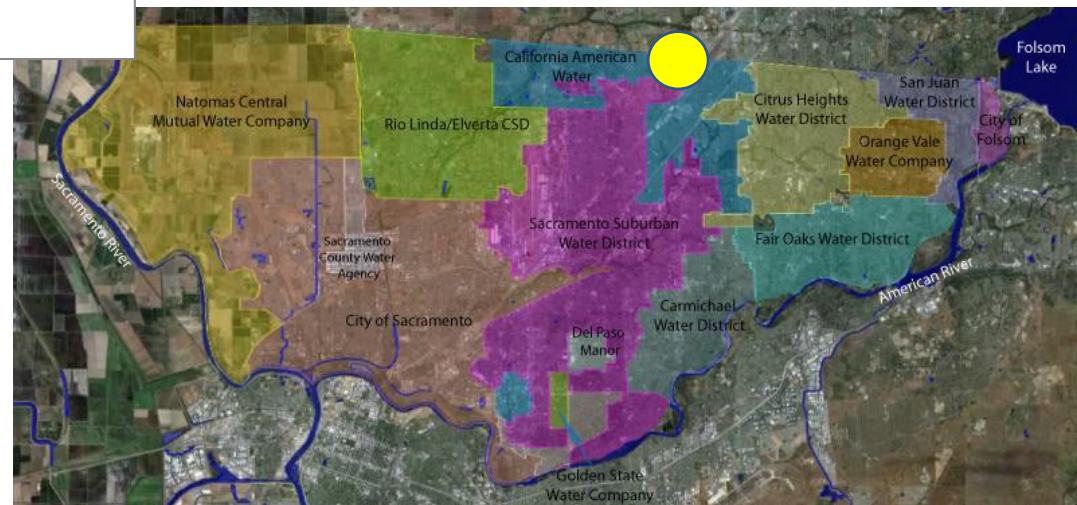 Folsom
Lake
California American
Water
San Juan
Water District
Natomas Central
Mutual Water Company
Citrus Heights
Water District
City of
Folsom
Rio Linda/Elverta CSD
Orange Vale
Water Company
Sacramento River
Sacramento Suburban
Water District
Fair Oaks Water District
Sacramento
County Water
Agency
American River
Carmichael
Water District
City of Sacramento
Del Paso
Manor
Golden State
Water Company